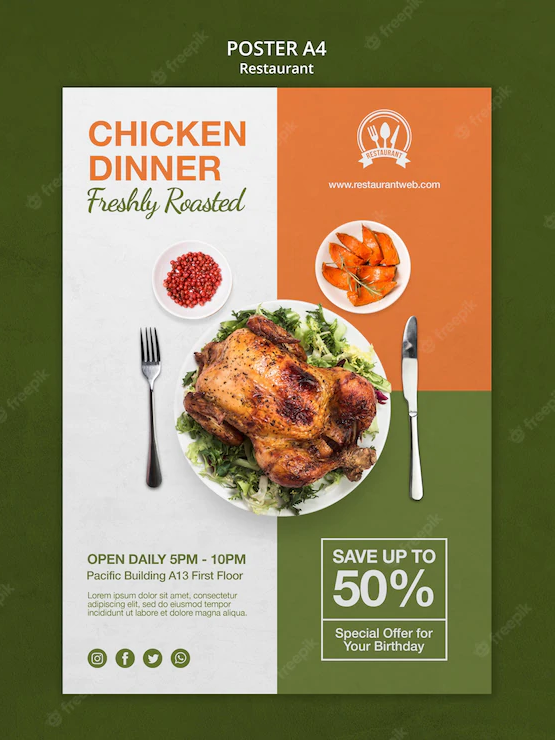 POSTER A4
Restaurant
CHICKEN
DINNER
Freshly Roasted
RESTAURANT
www.restaurantweb.com
OPEN DAILY 5PM - 10PM
Pacific Building A13 First Floor
Lorem ipsum dolor sit amet, consectetur
adipiscing elit, sed do eiusmod tempor
incididunt ut labore et dolore magna aliqua.
SAVE UP TO
50%
Special Offer for
Your Birthday
freepik